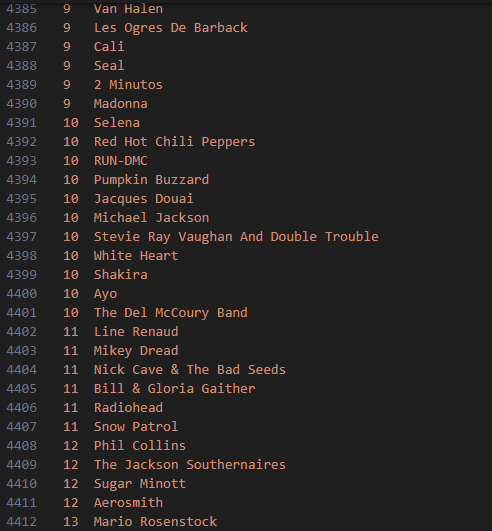 4385 9 Van Halen
4386 9 Les Ogres De Barback
4387 9 Cali
4388 9 Seal
4389 9 2 Minutos
4390 9 Madonna
4391 10 Selena
4392 10 Red Hot Chili Peppers
4393 10 RUN-DMC
4394 10 Pumpkin Buzzard
4395 10 Jacques Douai
4396 10 Michael Jackson
4397 10 Stevie Ray Vaughan And Double Trouble
4398 10 White Heart
4399 10 Shakira
4400 10 Ayo
4401 10 The Del McCoury Band
4402 11 Line Renaud
4403 11 Mikey Dread
4404 11 Nick Cave & The Bad Seeds
4405 11 Bill & Gloria Gaither
4406 11 Radiohead
4407 11 Snow Patrol
4408 12 Phil Collins
4409 12 The Jackson Southernaires
4410 12 Sugar Minott
4411 12 Aerosmith
4412 13 Mario Rosenstock